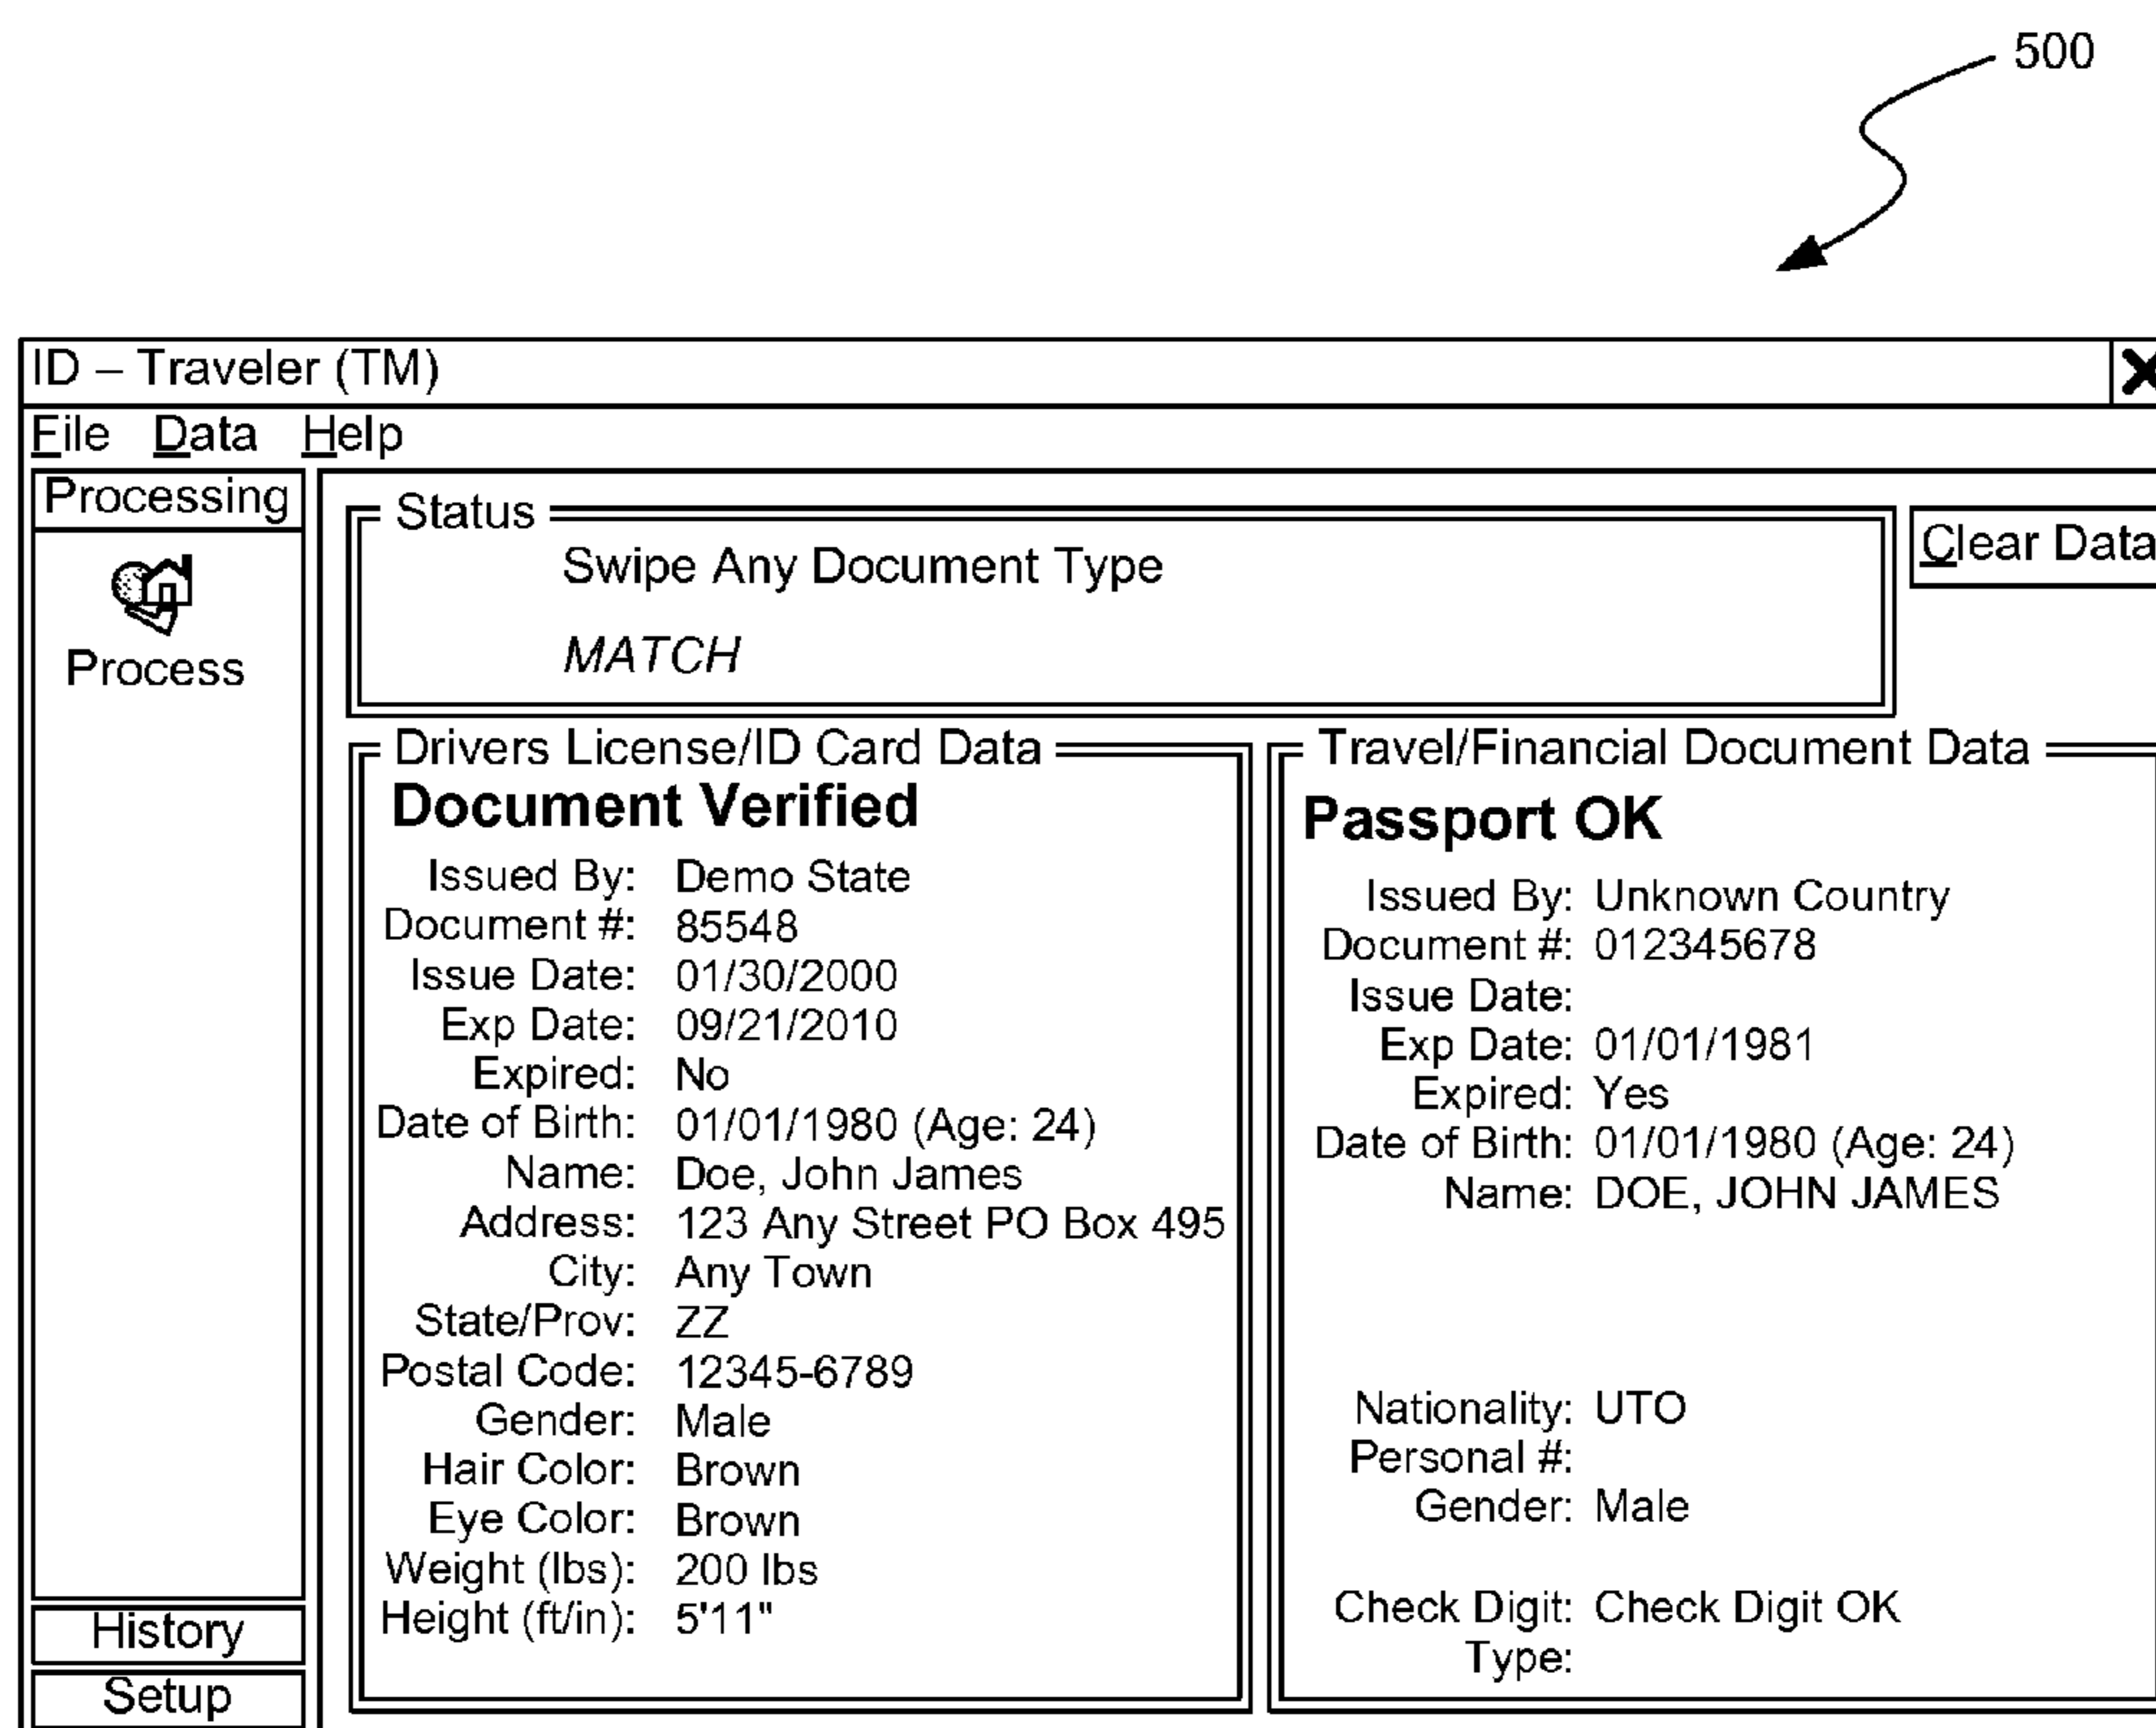 500
ID – Traveler (TM)
File Data Help
Processing
Process
Status
Swipe Any Document Type
MATCH
Clear Data
Drivers License/ID Card Data
Document Verified
Issued By: Demo State
Document #: 85548
Issue Date: 01/30/2000
Exp Date: 09/21/2010
Expired: No
Date of Birth: 01/01/1980 (Age: 24)
Name: Doe, John James
Address: 123 Any Street PO Box 495
City: Any Town
State/Prov: ZZ
Postal Code: 12345-6789
Gender: Male
Hair Color: Brown
Eye Color: Brown
Weight (lbs): 200 lbs
Height (ft/in): 5'11"
Travel/Financial Document Data
Passport OK
Issued By: Unknown Country
Document #: 012345678
Issue Date:
Exp Date: 01/01/1981
Expired: Yes
Date of Birth: 01/01/1980 (Age: 24)
Name: DOE, JOHN JAMES
Nationality: UTO
Personal #:
Gender: Male
Check Digit: Check Digit OK
Type:
History
Setup